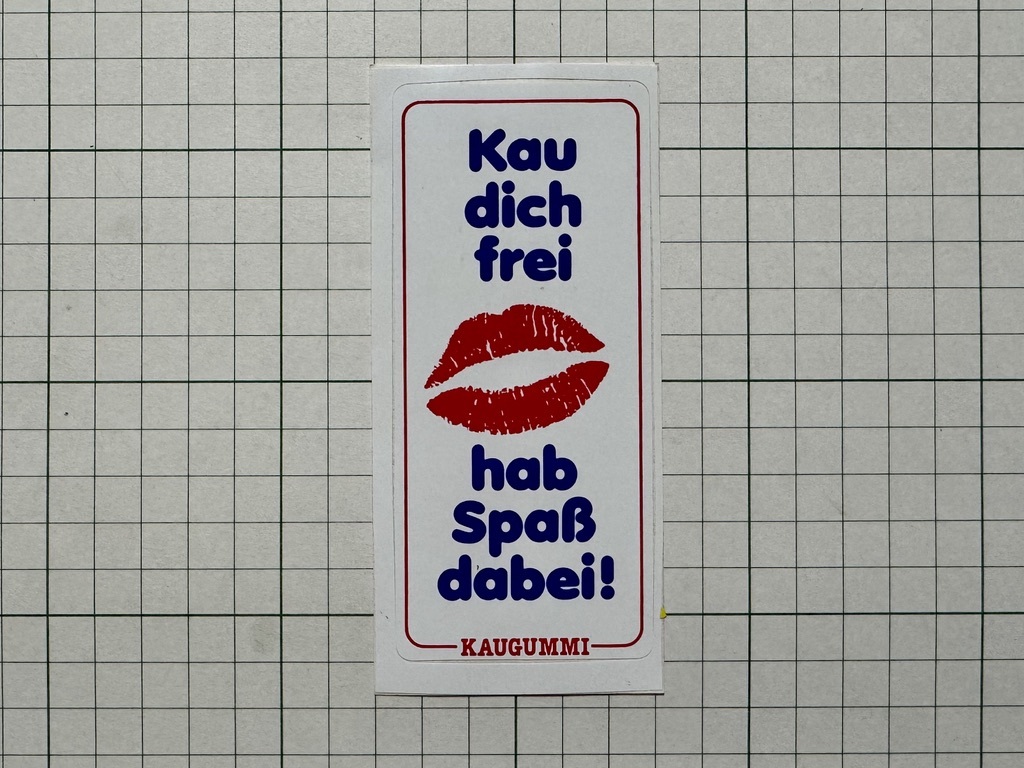 Kau
dich
frei
hab
Spaß
dabei!
KAUGUMMI